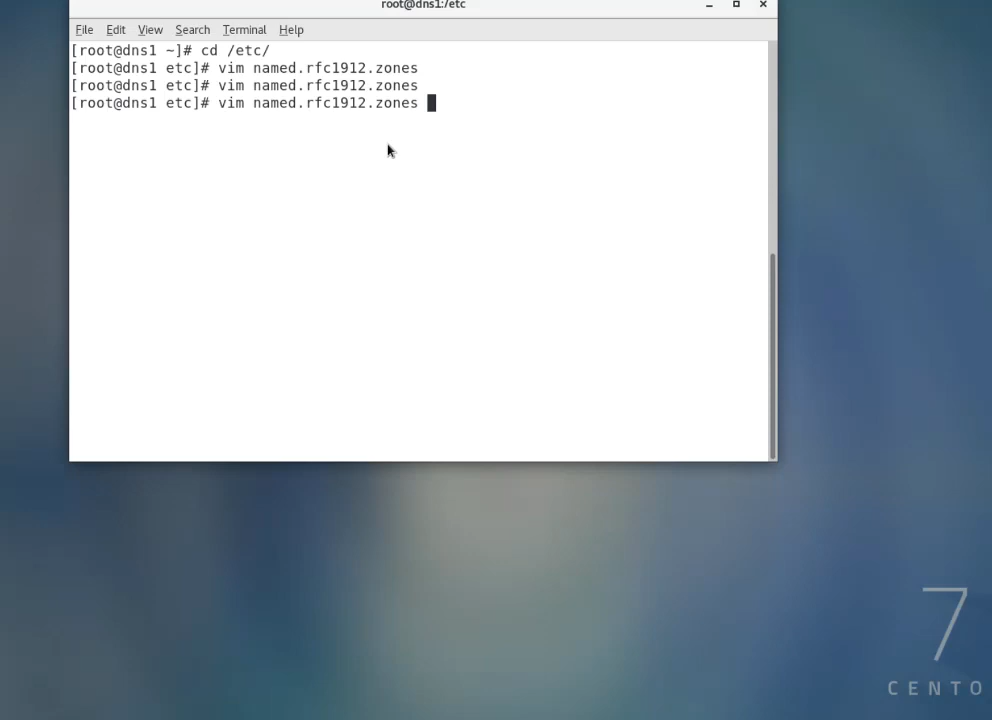 root@dns1:/etc
File Edit View Search Terminal Help
[root@dns1 ~]# cd /etc/
[root@dns1 etc]# vim named.rfc1912.zones
[root@dns1 etc]# vim named.rfc1912.zones
[root@dns1 etc]# vim named.rfc1912.zones
7
CENTO